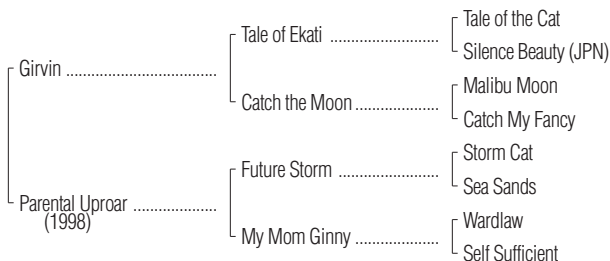 Tale of the Cat
Tale of Ekati
Silence Beauty (JPN)
Girvin
Malibu Moon
Catch the Moon
Catch My Fancy
Storm Cat
Future Storm
Sea Sands
Parental Uproar
(1998)
Wardlaw
My Mom Ginny
Self Sufficient